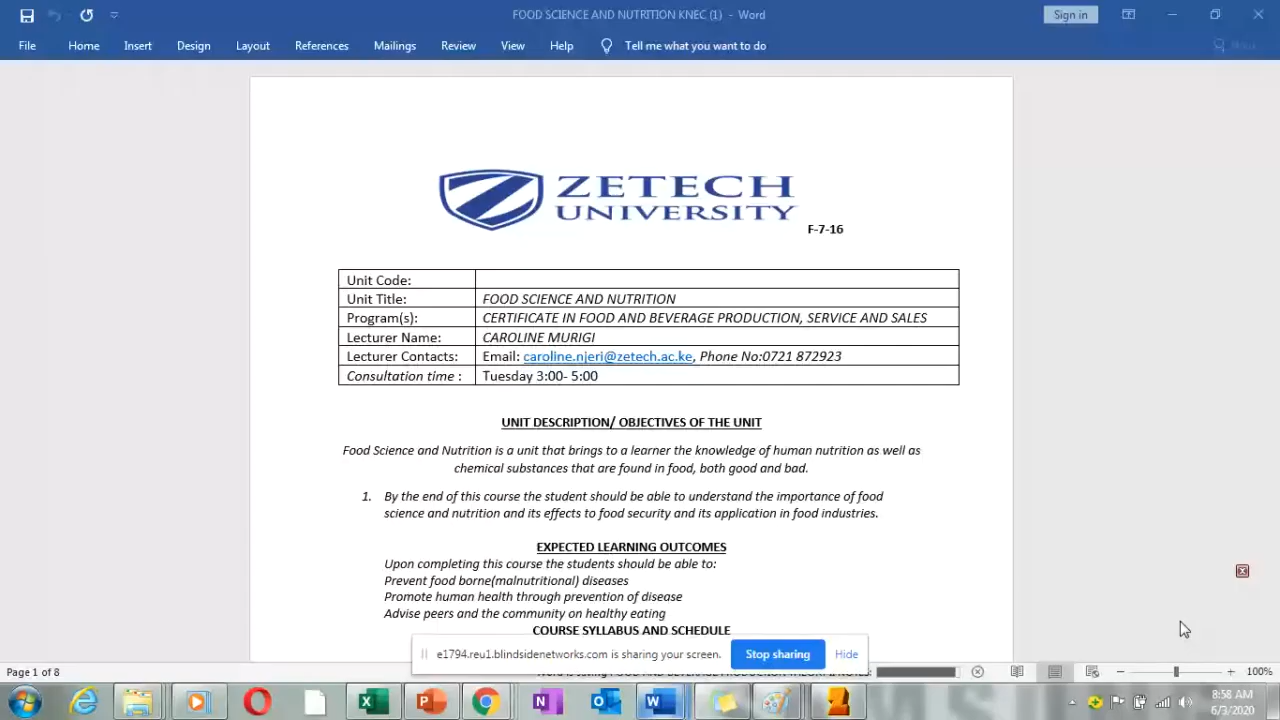 FOOD SCIENCE AND NUTRITION KNEC (1) - Word
Sign in
File Home Insert Design Layout References Mailings Review View Help Tell me what you want to do
ZETECH
UNIVERSITY
F-7-16
Unit Code:
Unit Title: FOOD SCIENCE AND NUTRITION
Program(s): CERTIFICATE IN FOOD AND BEVERAGE PRODUCTION, SERVICE AND SALES
Lecturer Name: CAROLINE MURIGI
Lecturer Contacts: Email: caroline.njeri@zetech.ac.ke, Phone No:0721 872923
Consultation time : Tuesday 3:00- 5:00
UNIT DESCRIPTION/ OBJECTIVES OF THE UNIT
Food Science and Nutrition is a unit that brings to a learner the knowledge of human nutrition as well as
chemical substances that are found in food, both good and bad.
1. By the end of this course the student should be able to understand the importance of food
science and nutrition and its effects to food security and its application in food industries.
EXPECTED LEARNING OUTCOMES
Upon completing this course the students should be able to:
Prevent food borne(malnutritional) diseases
Promote human health through prevention of disease
Advise peers and the community on healthy eating
COURSE SYLLABUS AND SCHEDULE
e1794.reu1.blindsidenetworks.com is sharing your screen. Stop sharing Hide
Page 1 of 8
100%
8:58 AM
6/3/2020